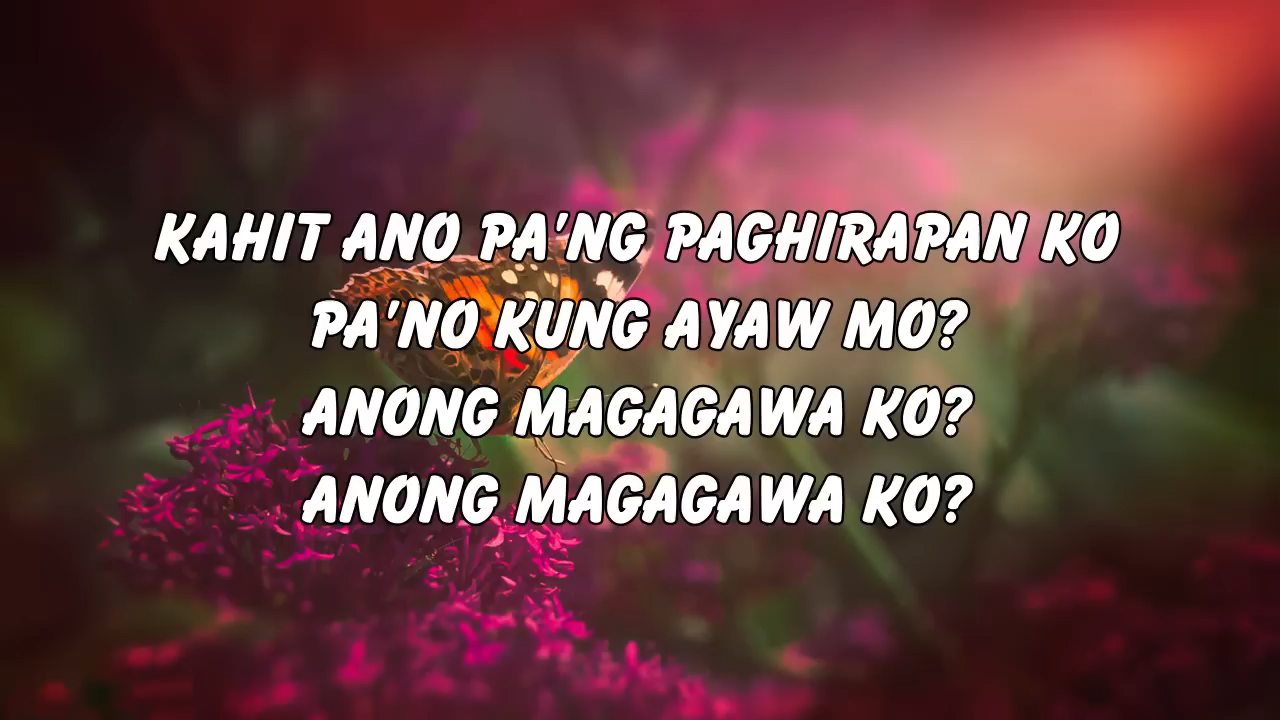 KAHIT ANO PA'NG PAGHIRAPAN KO
PA'NO KUNG AYAW MO?
ANONG MAGAGAWA KO?
ANONG MAGAGAWA KO?